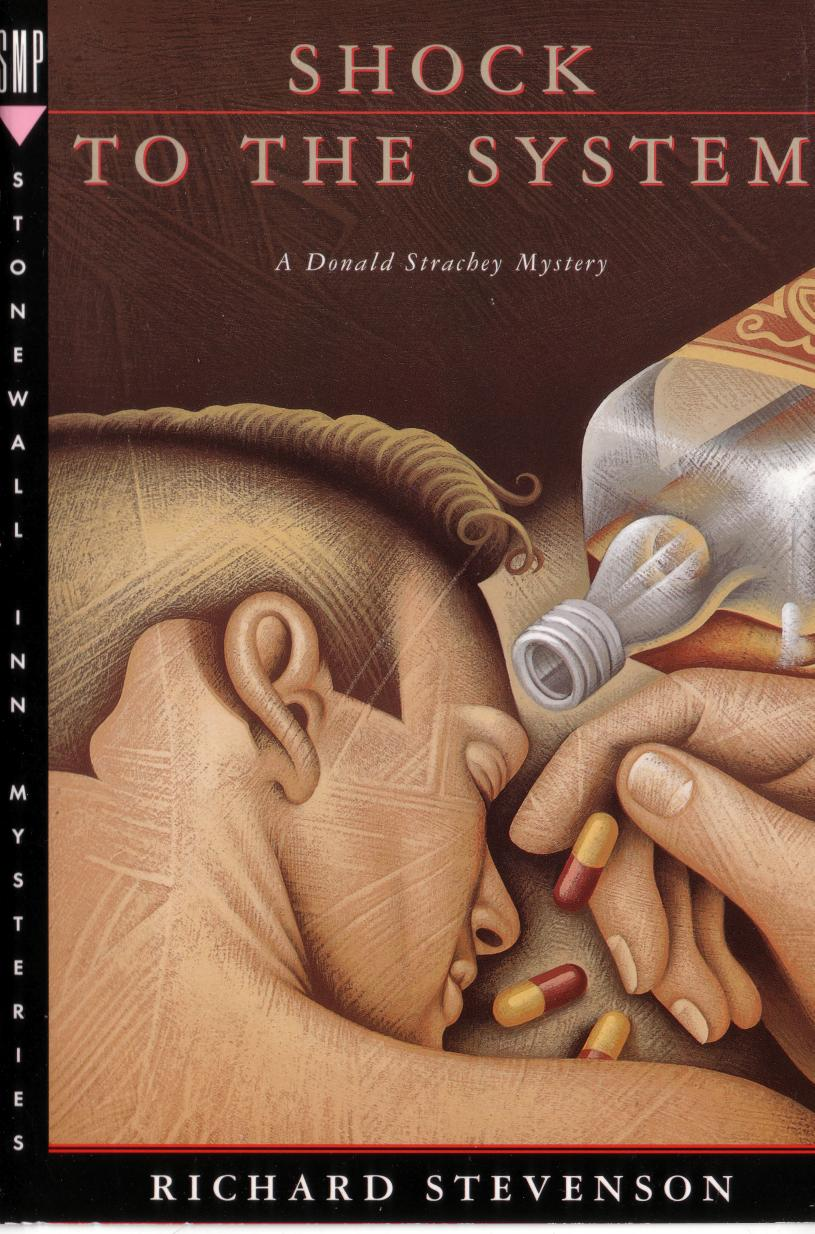 SMP
SHOCK
TO THE SYSTEM
A Donald Strachey Mystery
STONEWALL INN MYSTERIES
RICHARD STEVENSON